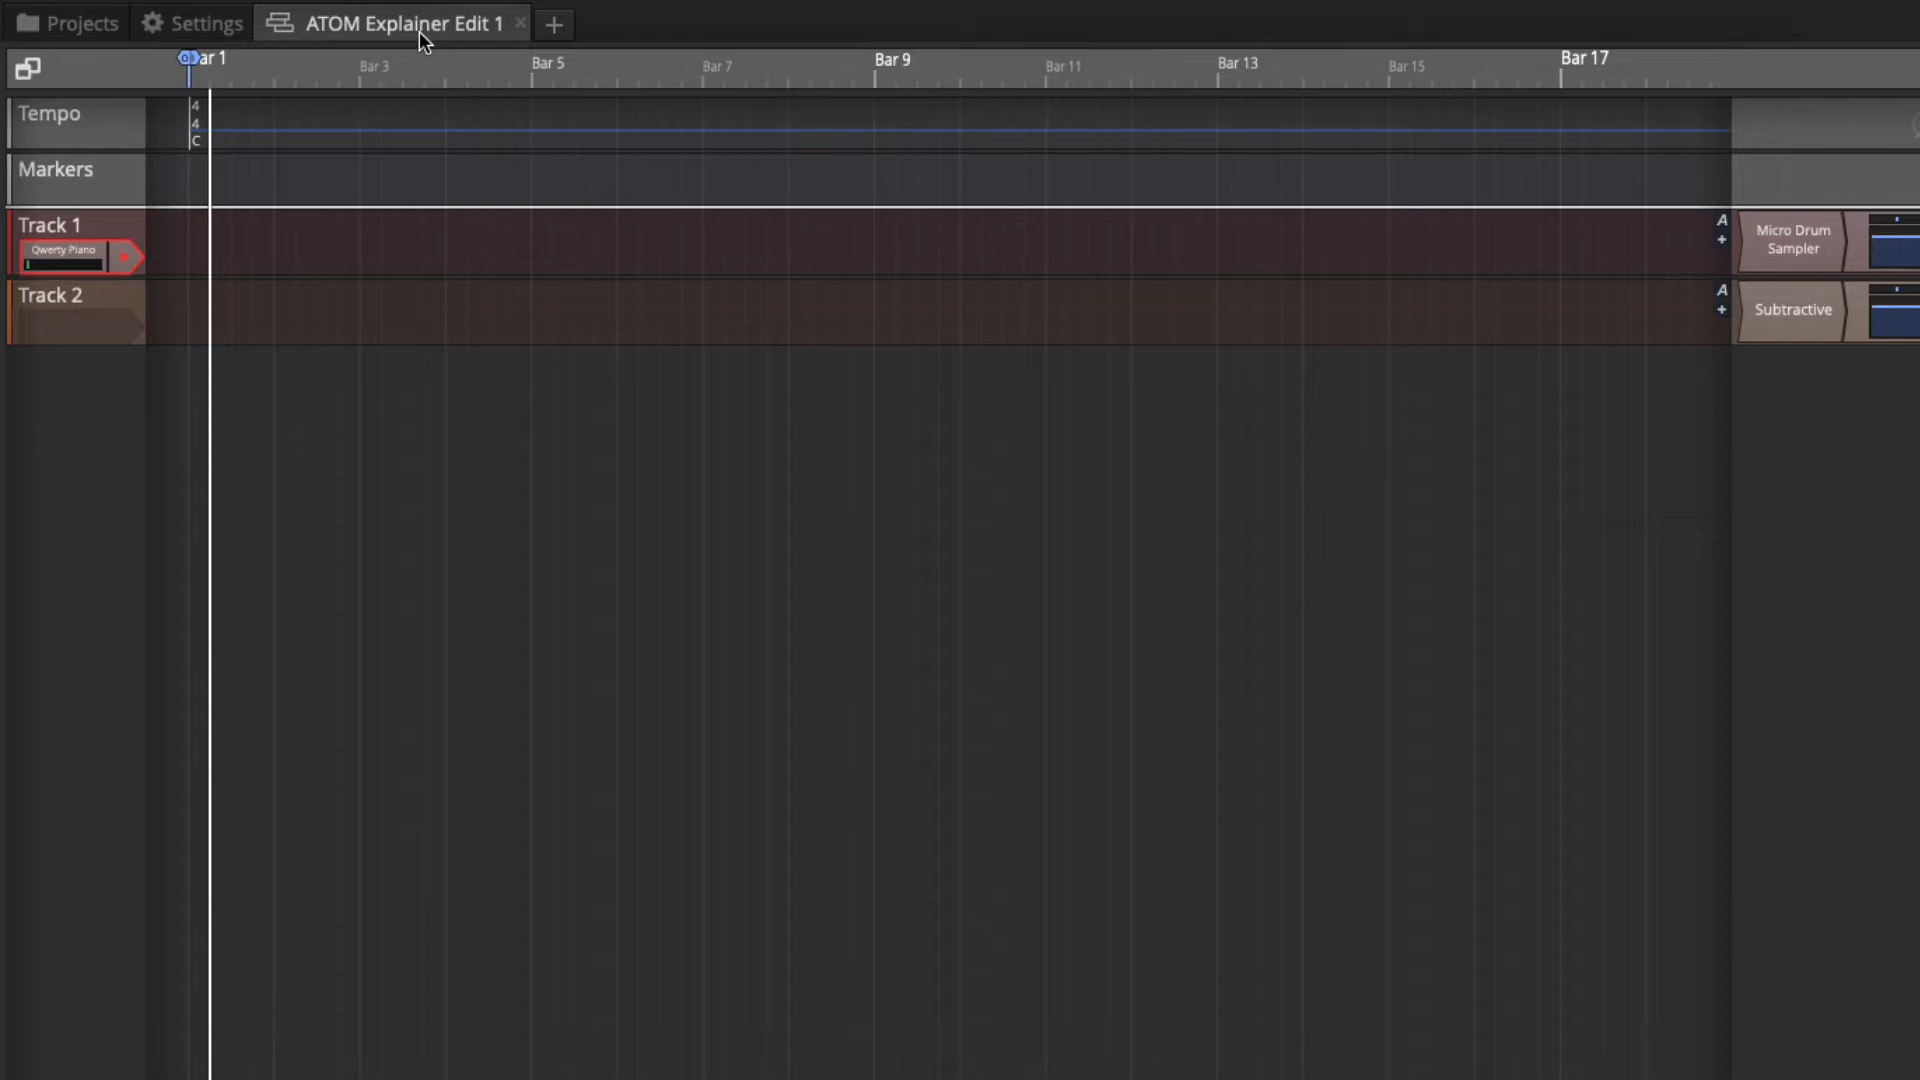 Projects
Settings
ATOM Explainer Edit 1
ar 1
Bar 3
Bar 5
Bar 7
Bar 9
Bar 11
Bar 13
Bar 15
Bar 17
Tempo
4
4
C
Markers
Track 1
Qwerty Piano
A
Micro Drum
Sampler
Track 2
A
Subtractive